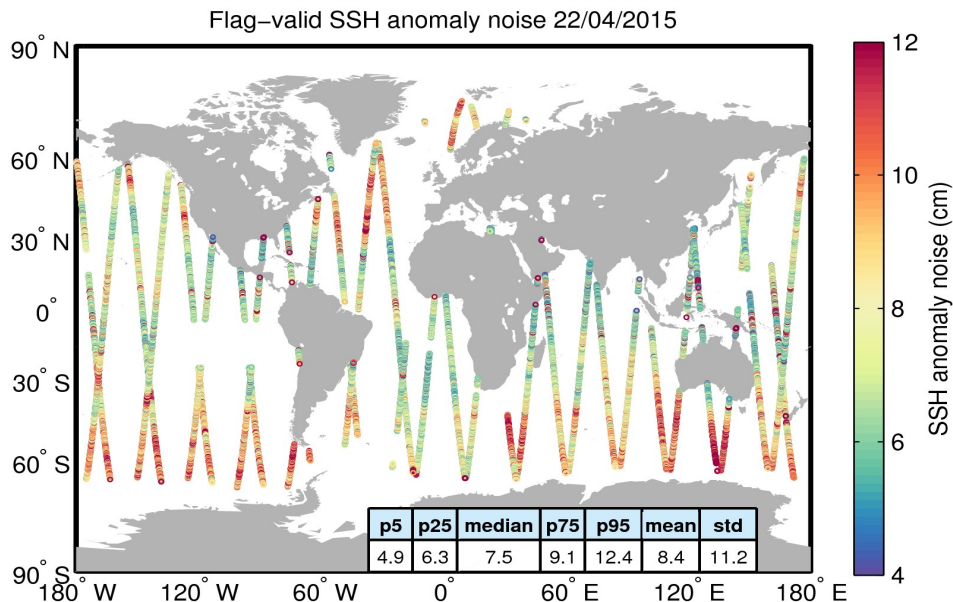 Flag−valid SSH anomaly noise 22/04/2015
90° N
60° N
30° N
0°
30° S
60° S
90° S
180° W 120° W 60° W 0° 60° E 120° E 180° E
p5 p25 median p75 p95 mean std
4.9 6.3 7.5 9.1 12.4 8.4 11.2
12
10
8
6
4
SSH anomaly noise (cm)